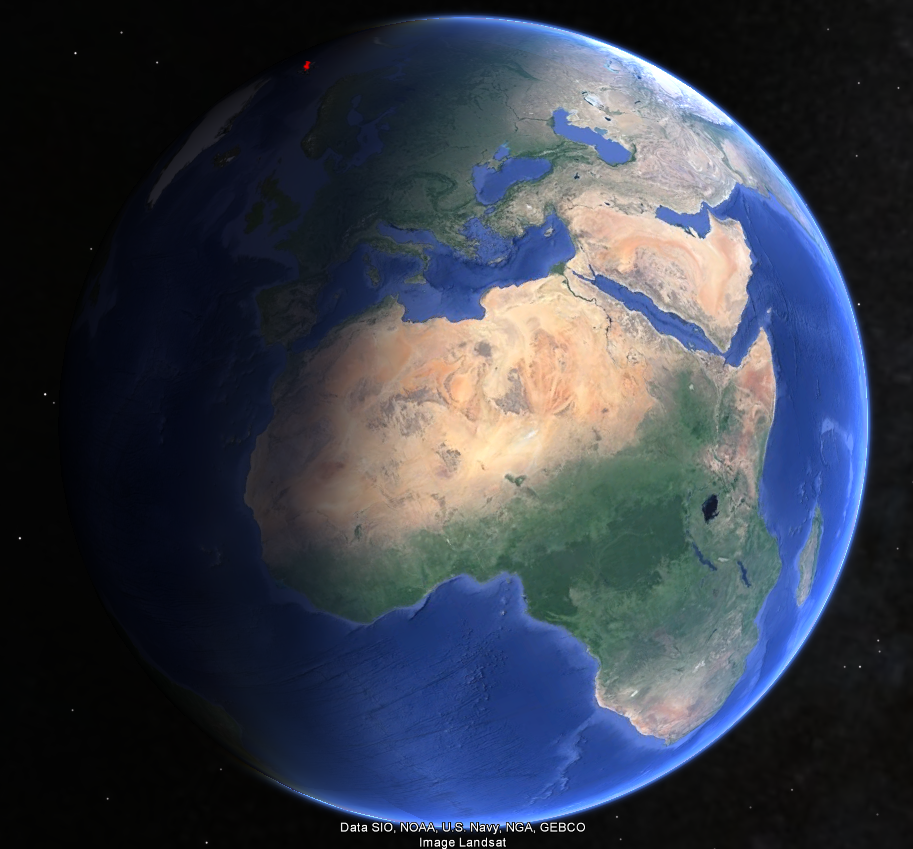 Data SIO, NOAA, U.S. Navy, NGA, GEBCO
Image Landsat